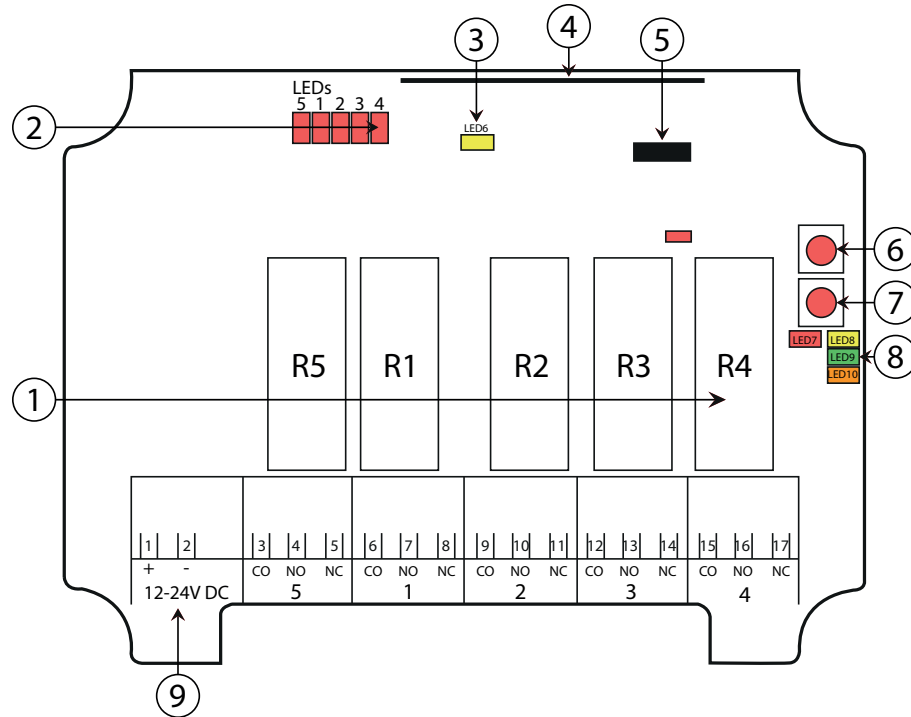 3 4 5
LEDs
5 1 2 3 4
2
LED6
6
7
LED7 LED8
LED9
LED10
8
R5 R1 R2 R3 R4
1
1 2 3 4 5 6 7 8 9 10 11 12 13 14 15 16 17
+ - CO NO NC CO NO NC CO NO NC CO NO NC CO NO NC
12-24V DC 5 1 2 3 4
9